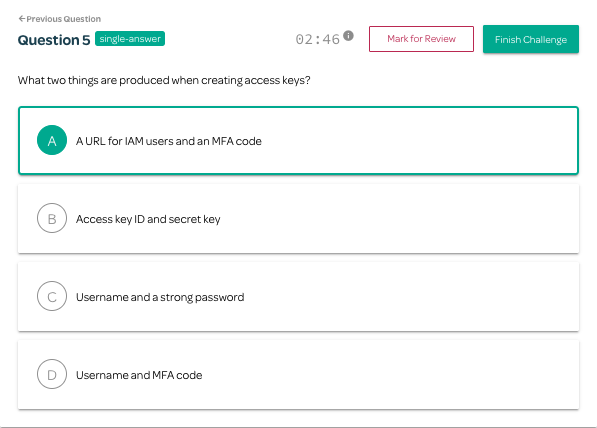 ←Previous Question
Question 5 single-answer 02:46 i Mark for Review Finish Challenge
What two things are produced when creating access keys?
A A URL for IAM users and an MFA code
B Access key ID and secret key
C Username and a strong password
D Username and MFA code